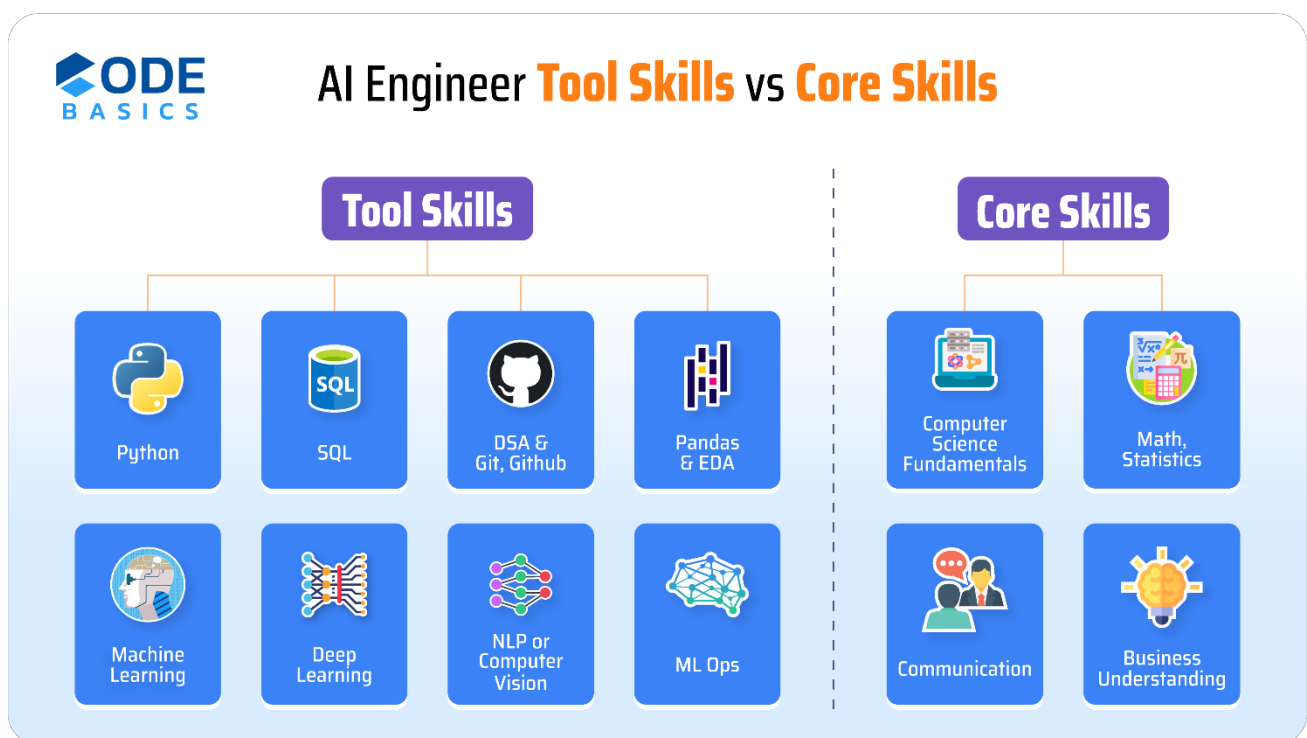 CODE
BASICS
AI Engineer Tool Skills vs Core Skills
Tool Skills
Core Skills
Python
SQL
SQL
DSA &
Git, Github
Pandas
& EDA
Computer
Science
Fundamentals
√x°
π
x→
Math,
Statistics
Machine
Learning
Deep
Learning
NLP or
Computer
Vision
ML Ops
Communication
Business
Understanding